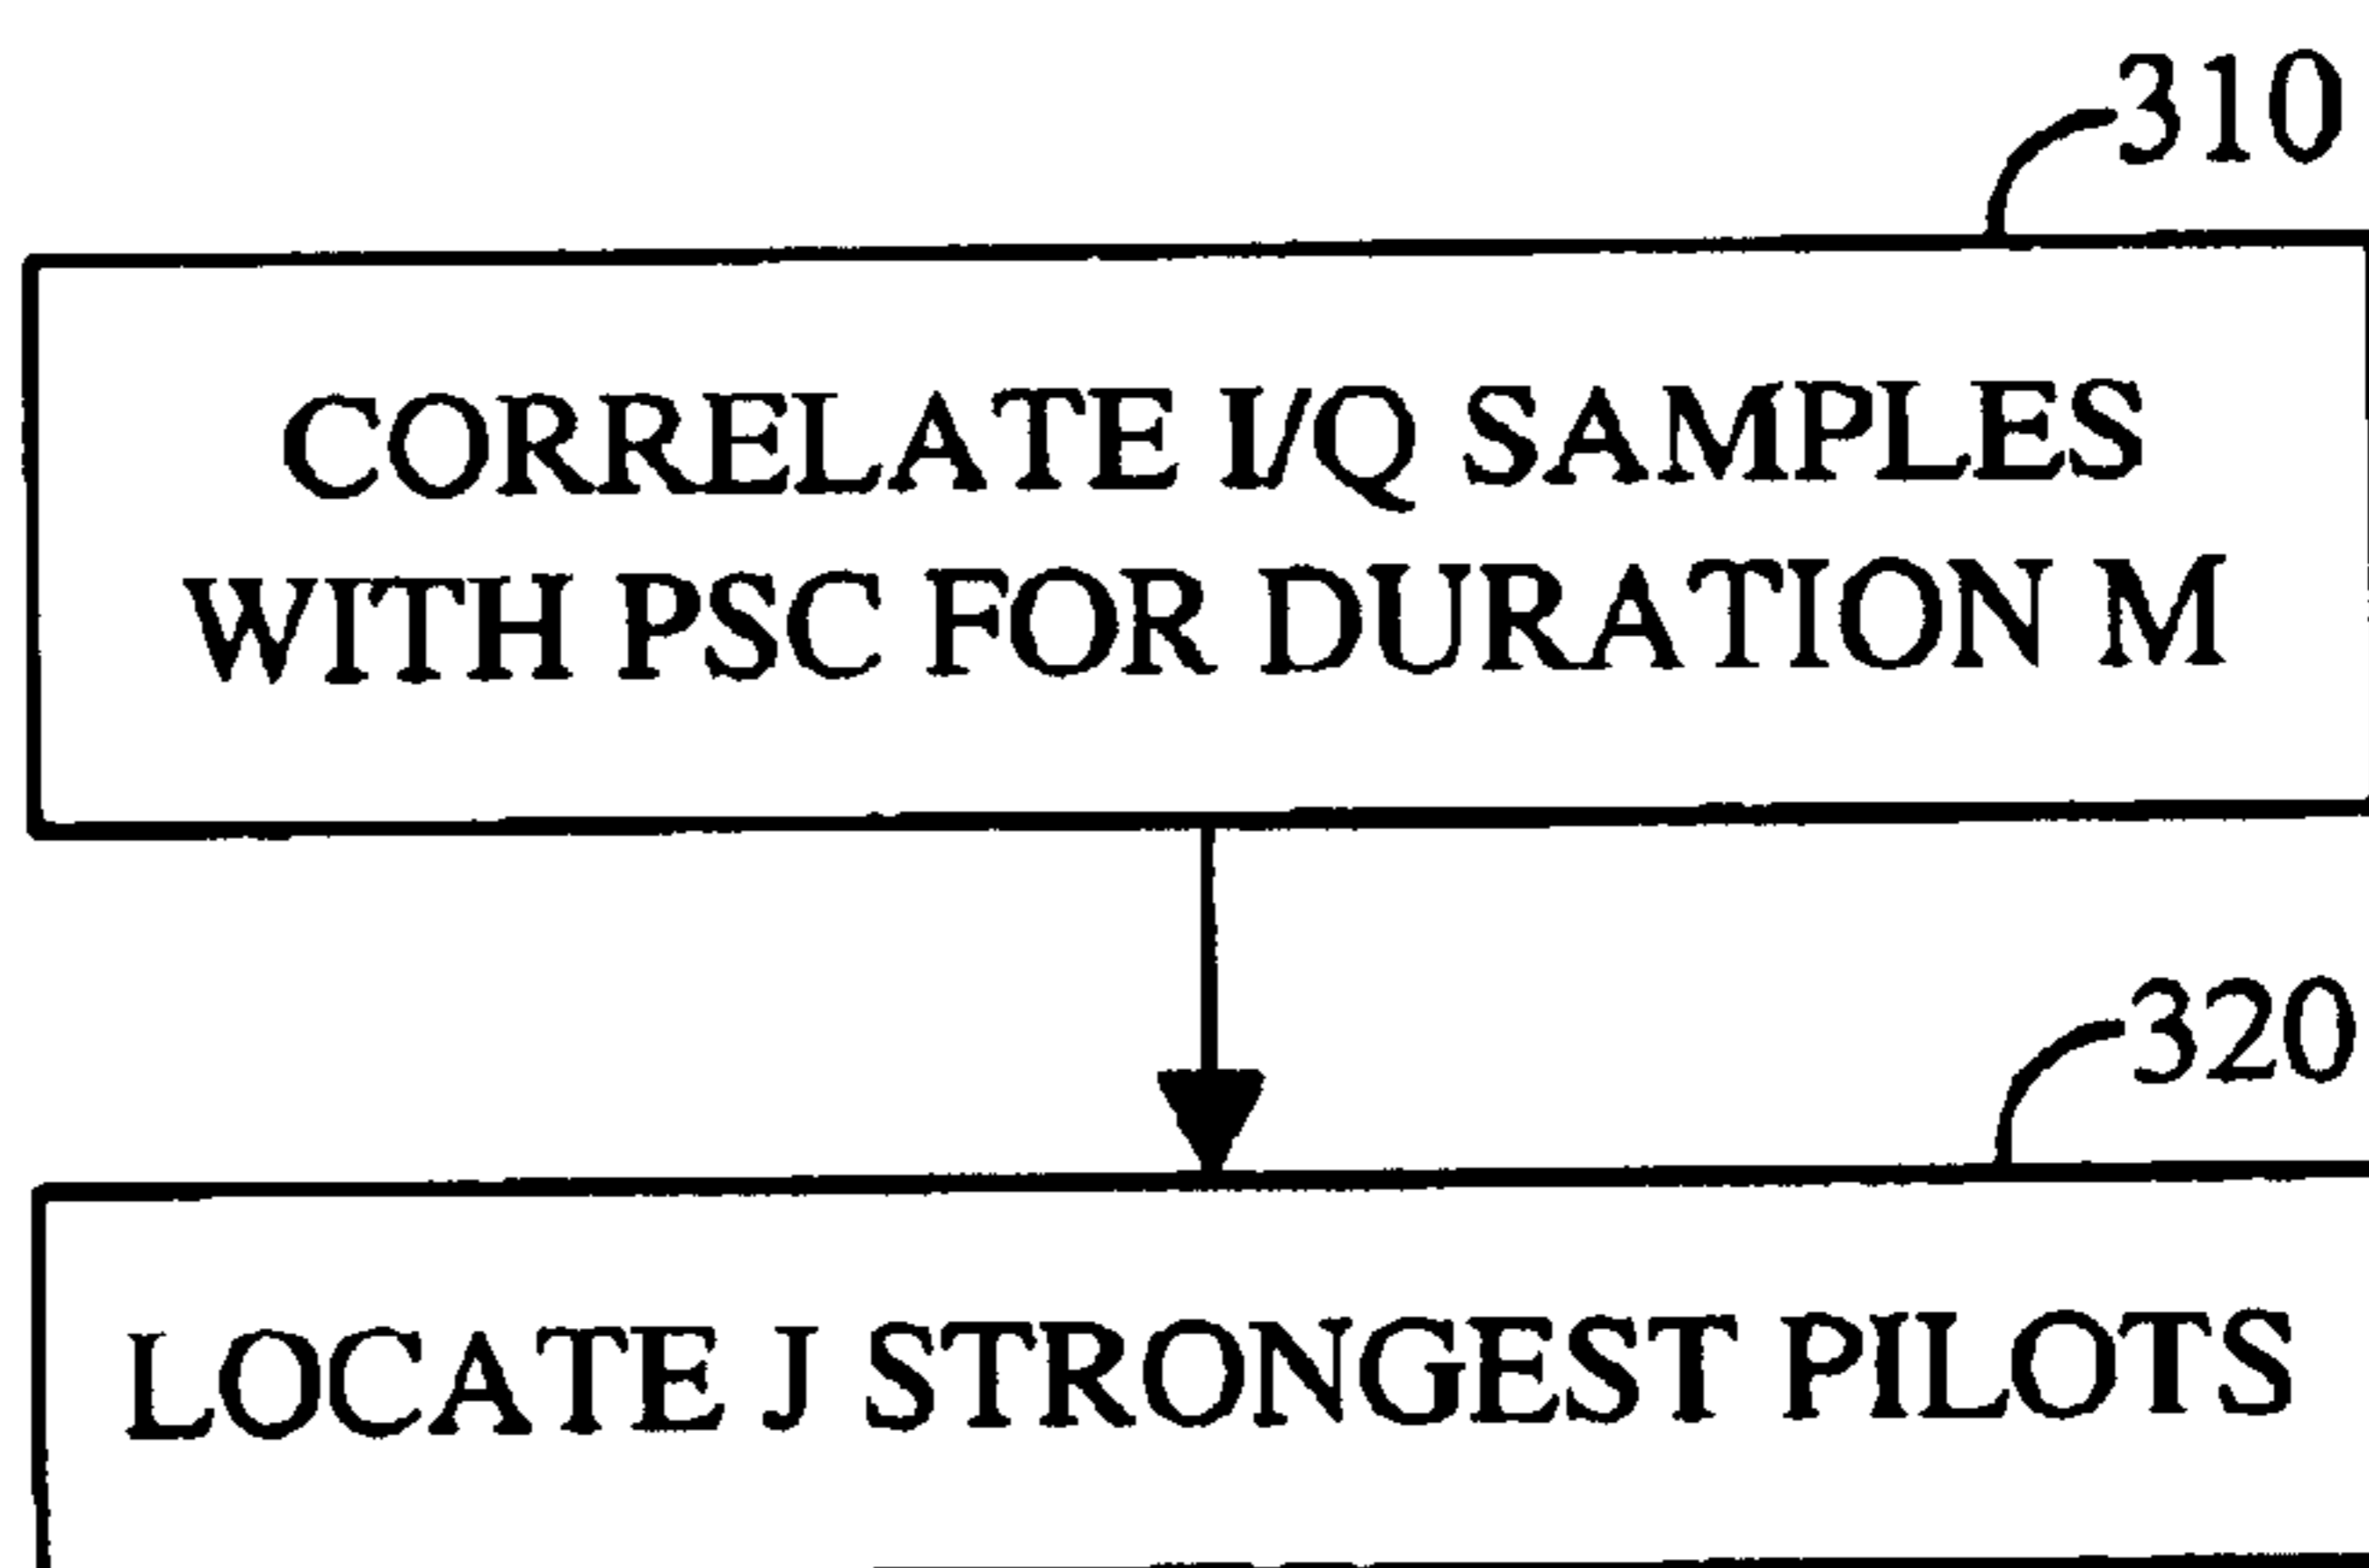 310
CORRELATE I/Q SAMPLES
WITH PSC FOR DURATION M
320
LOCATE J STRONGEST PILOTS